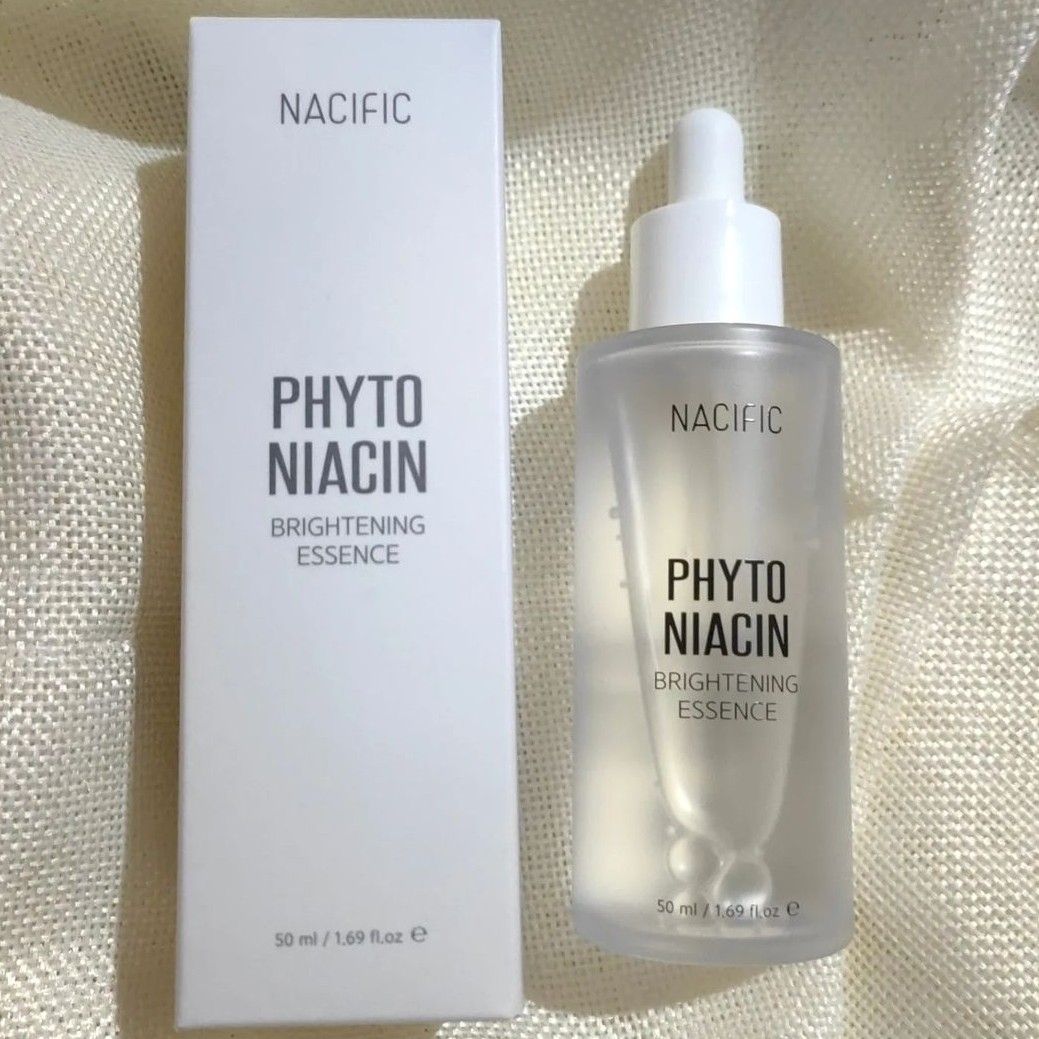 NACIFIC
PHYTO
NIACIN
BRIGHTENING
ESSENCE
50 ml / 1.69 fl.oz ℮
NACIFIC
PHYTO
NIACIN
BRIGHTENING
ESSENCE
50 ml / 1.69 fl.oz ℮